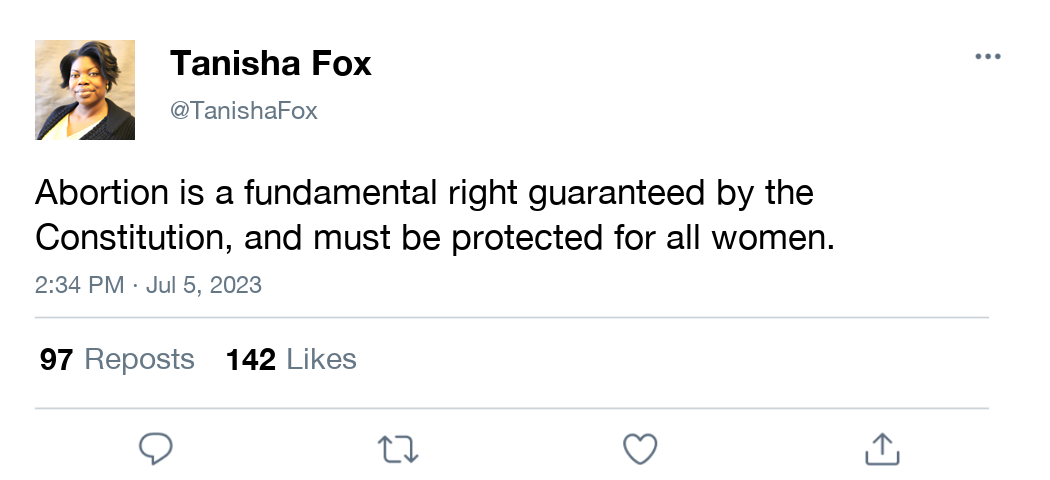 Tanisha Fox
@TanishaFox
Abortion is a fundamental right guaranteed by the
Constitution, and must be protected for all women.
2:34 PM · Jul 5, 2023
97 Reposts 142 Likes